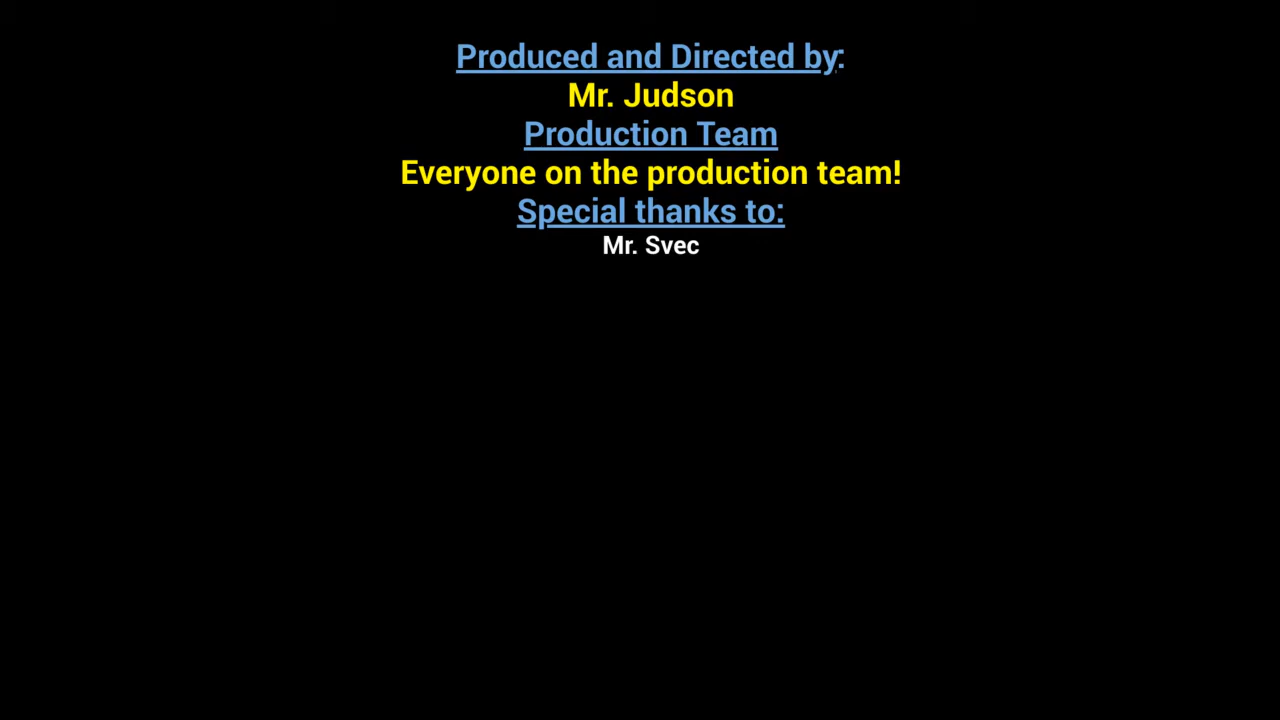 Produced and Directed by:
Mr. Judson
Production Team
Everyone on the production team!
Special thanks to:
Mr. Svec